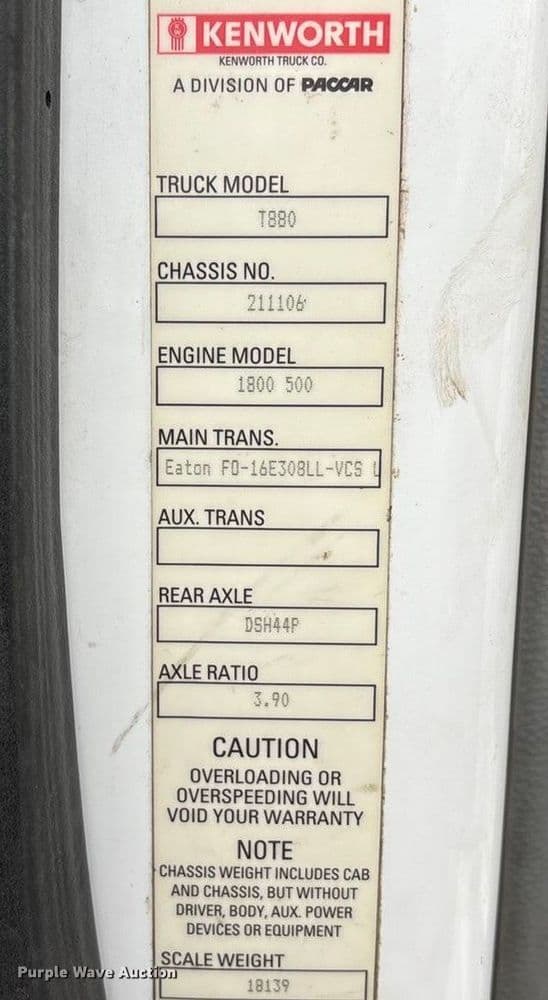 KENWORTH
KENWORTH TRUCK CO.
A DIVISION OF PACCAR
TRUCK MODEL
T880
CHASSIS NO.
211106
ENGINE MODEL
1800 500
MAIN TRANS.
Eaton FO-16E308LL-VCS
AUX. TRANS
REAR AXLE
DSH44P
AXLE RATIO
3.90
CAUTION
OVERLOADING OR
OVERSPEEDING WILL
VOID YOUR WARRANTY
NOTE
CHASSIS WEIGHT INCLUDES CAB
AND CHASSIS, BUT WITHOUT
DRIVER, BODY, AUX. POWER
DEVICES OR EQUIPMENT
SCALE WEIGHT
18139
Purple Wave Auction